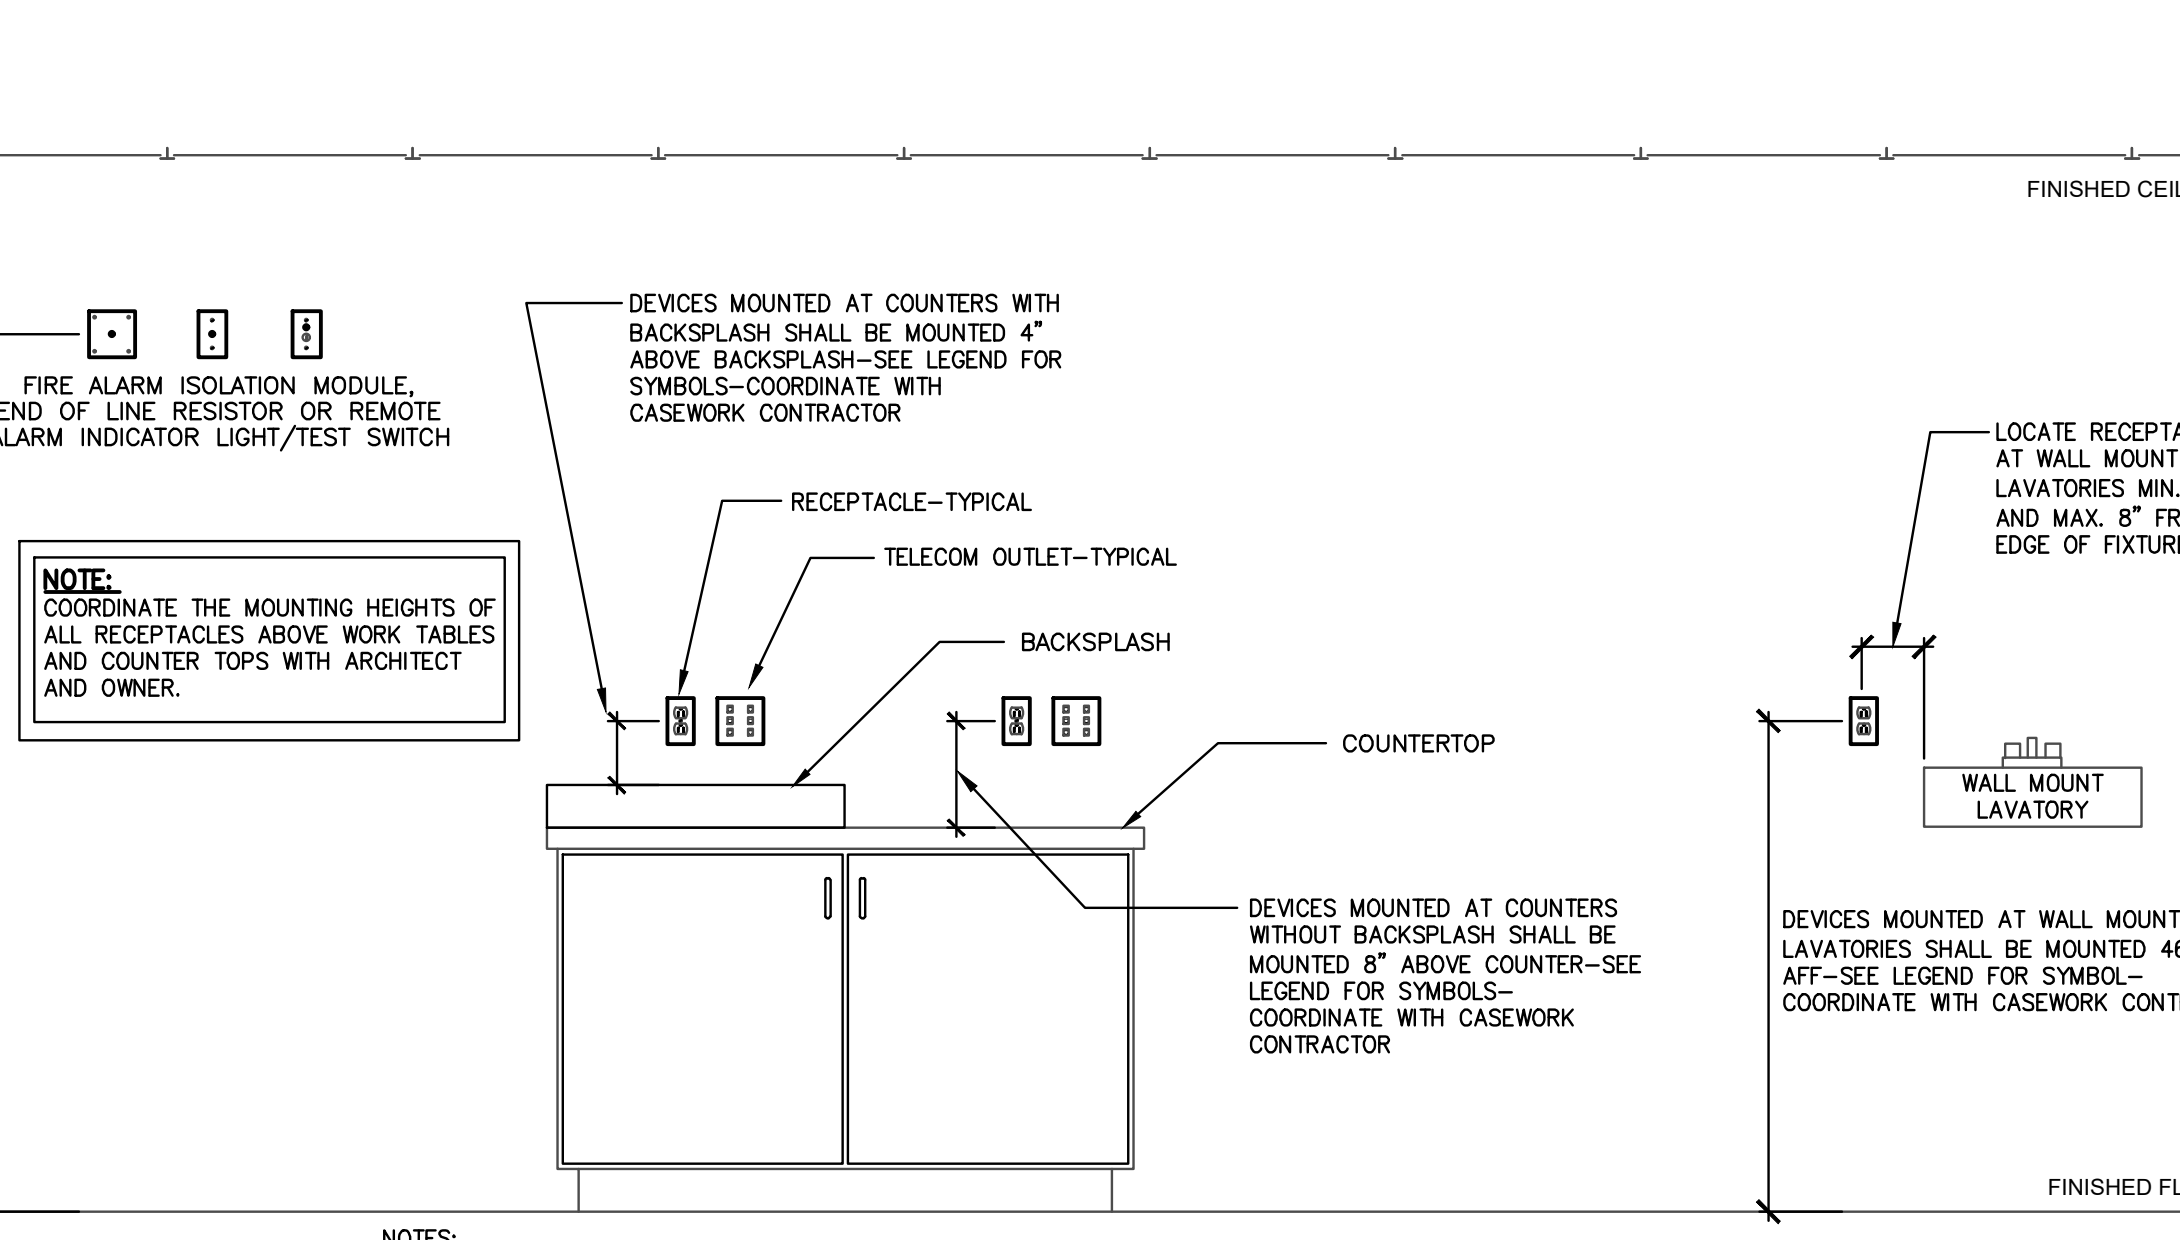 FINISHED
DEVICES MOUNTED AT COUNTERS WITH
BACKSPLASH SHALL BE MOUNTED 4”
ABOVE BACKSPLASH–SEE LEGEND FOR
SYMBOLS–COORDINATE WITH
CASEWORK CONTRACTOR
FIRE ALARM ISOLATION MODULE,
END OF LINE RESISTOR OR REMOTE
ALARM INDICATOR LIGHT/TEST SWITCH
RECEPTACLE–TYPICAL
TELECOM OUTLET–TYPICAL
BACKSPLASH
COUNTERTOP
NOTE:
COORDINATE THE MOUNTING HEIGHTS OF
ALL RECEPTACLES ABOVE WORK TABLES
AND COUNTER TOPS WITH ARCHITECT
AND OWNER.
LOCATE
AT WALL MOUNT
LAVATORIES MIN.
AND MAX. 8”
EDGE OF
WALL MOUNT
LAVATORY
DEVICES MOUNTED AT COUNTERS
WITHOUT BACKSPLASH SHALL BE
MOUNTED 8” ABOVE COUNTER–SEE
LEGEND FOR SYMBOLS–
COORDINATE WITH CASEWORK
CONTRACTOR
DEVICES MOUNTED AT WALL MOUNT
LAVATORIES SHALL BE MOUNTED
AFF–SEE LEGEND FOR SYMBOL–
COORDINATE WITH CASEWORK
FINISHED
NOTES: